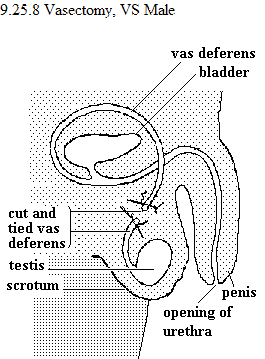 9.25.8 Vasectomy, VS Male
vas deferens
bladder
cut and
tied vas
deferens
testis
scrotum
penis
opening of
urethra